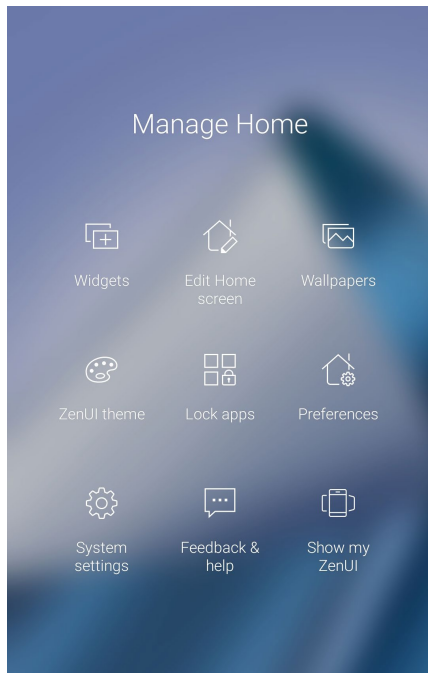 Manage Home
Widgets
Edit Home
screen
Wallpapers
ZenUI theme
Lock apps
Preferences
System
settings
Feedback &
help
Show my
ZenUI